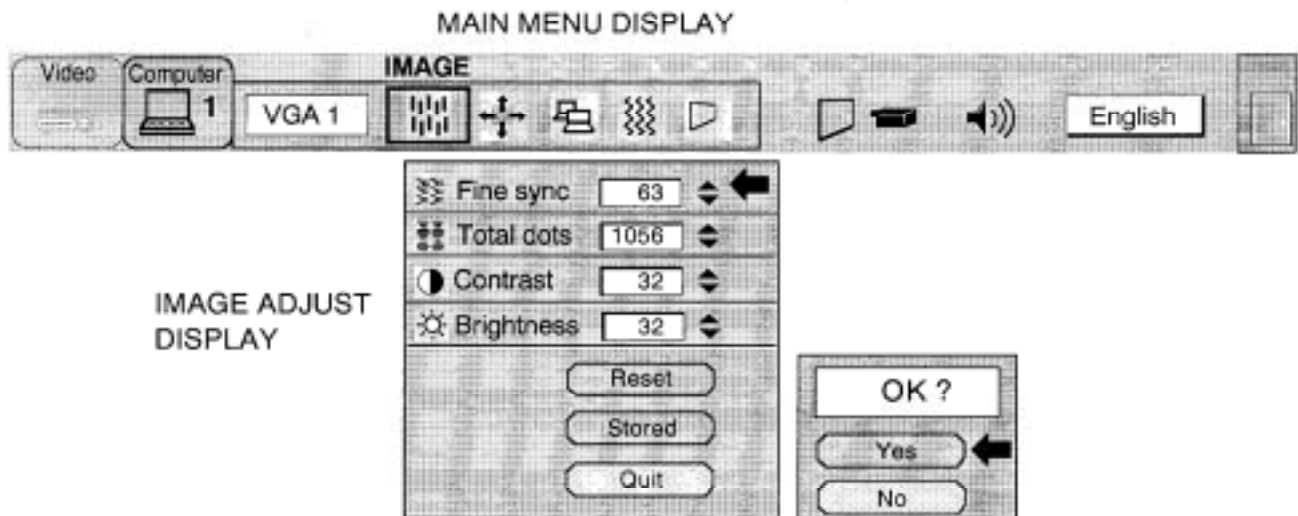 MAIN MENU DISPLAY
Video
Computer
IMAGE
1
VGA 1
English
Fine sync 63
Total dots 1056
Contrast 32
Brightness 32
IMAGE ADJUST
DISPLAY
Reset
Stored
Quit
OK ?
Yes
No